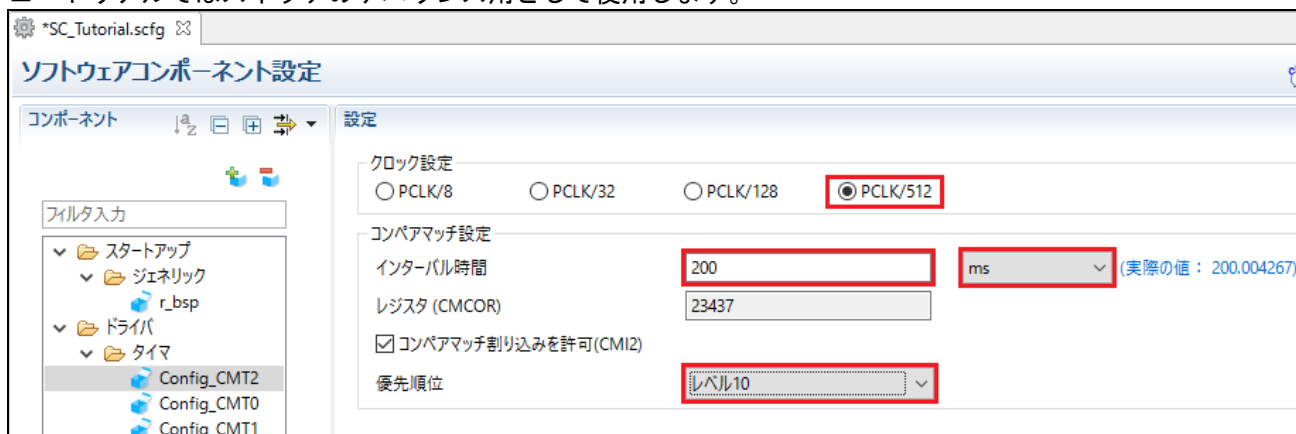 *SC_Tutorial.scfg
ソフトウェアコンポーネント設定
コンポーネント
設定
クロック設定
PCLK/8
PCLK/32
PCLK/128
PCLK/512
フィルタ入力
コンペアマッチ設定
スタートアップ
ジェネリック
r_bsp
ドライバ
タイマ
Config_CMT2
Config_CMT0
Config_CMT1
インターバル時間
200
ms
(実際の値： 200.004267)
レジスタ (CMCOR)
23437
コンペアマッチ割り込みを許可(CMI2)
優先順位
レベル10